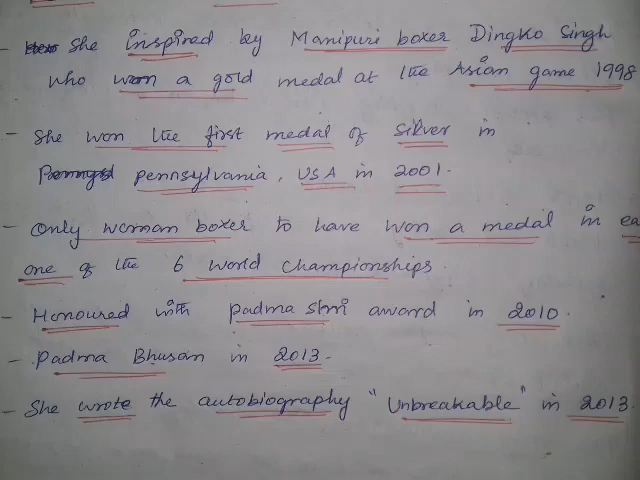 - She inspired by Manipuri boxer Dingko Singh
who won a gold medal at the Asian game 1998
- She won the first medal of silver in
pennsylvania, USA in 2001.
- Only woman boxer to have won a medal in ea
one of the 6 world championships.
- Honoured with padma shri award in 2010.
- Padma Bhusan in 2013.
- She wrote the autobiography "Unbreakable" in 2013.